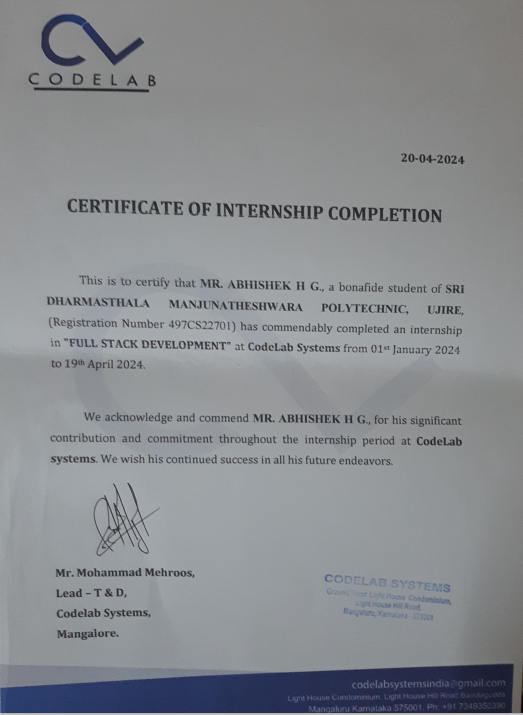 CODELAB
20-04-2024
CERTIFICATE OF INTERNSHIP COMPLETION
This is to certify that MR. ABHISHEK H G., a bonafide student of SRI
DHARMASTHALA MANJUNATHESHWARA POLYTECHNIC, UJIRE,
(Registration Number 497CS22701) has commendably completed an internship
in "FULL STACK DEVELOPMENT" at CodeLab Systems from 01st January 2024
to 19th April 2024.
We acknowledge and commend MR. ABHISHEK H G., for his significant
contribution and commitment throughout the internship period at CodeLab
systems. We wish his continued success in all his future endeavors.
Mr. Mohammad Mehroos,
Lead – T & D,
Codelab Systems,
Mangalore.
CODELAB SYSTEMS
Ground Floor Light House Condominium,
Light House Hill Road,
Mangaluru, Karnataka - 575001
codelabsystemsindia@gmail.com
Light House Condominium, Light House Hill Road
Mangaluru Karnataka 575001. Ph: +91 7349350390